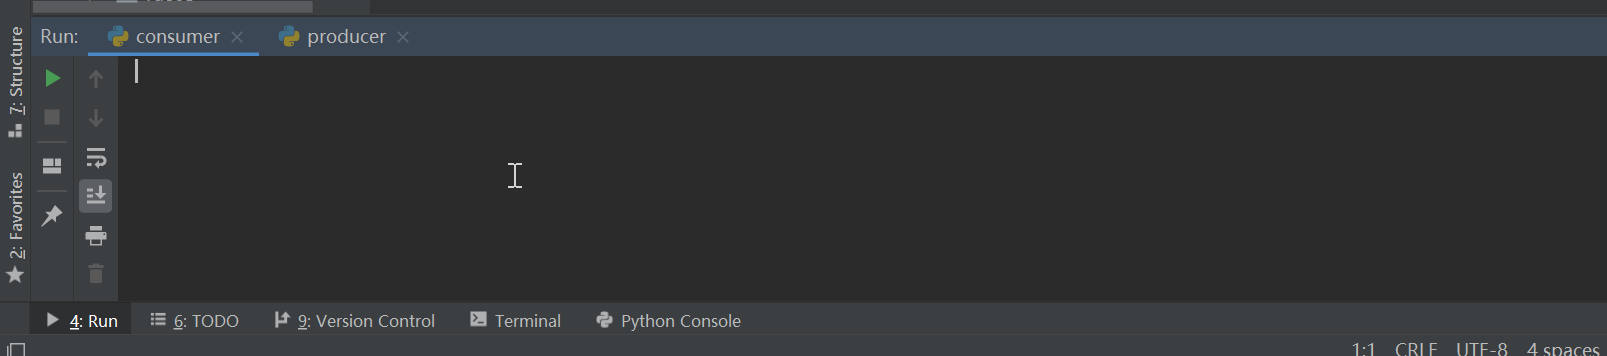 Run: consumer producer
7: Structure
2: Favorites
4: Run 6: TODO 9: Version Control Terminal Python Console
1:1 CRLF UTF-8 4 spaces